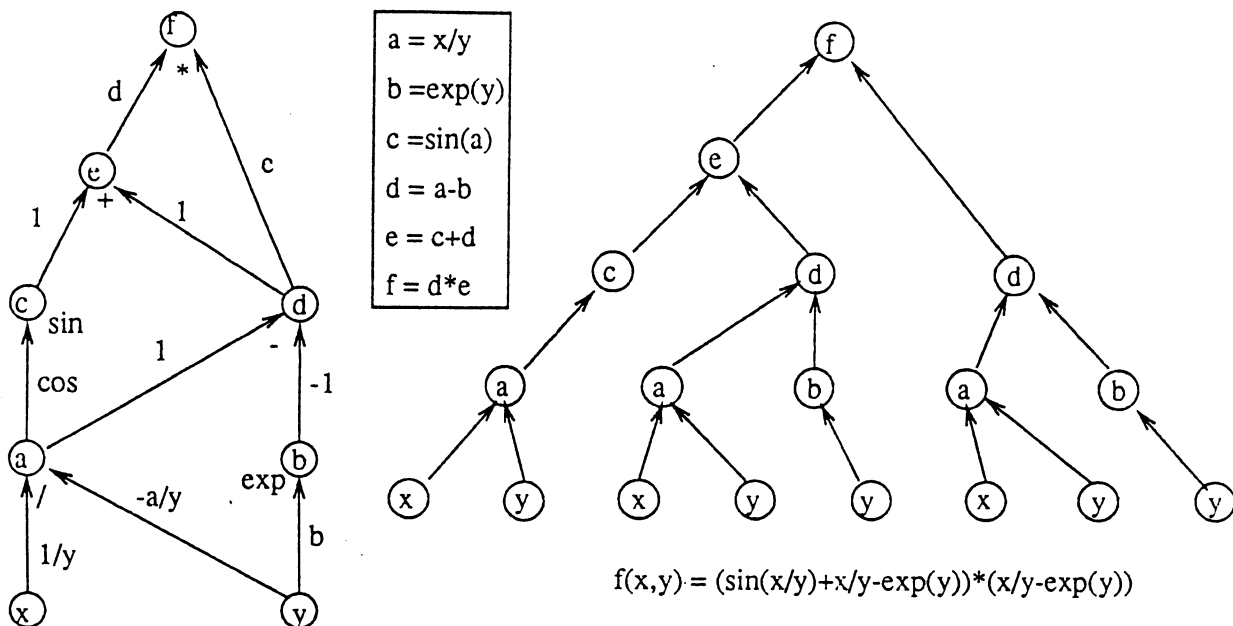 f
*
d
c
e
+
1
1
c
sin
d
-
1
cos
-1
a
/
b
exp
-a/y
b
1/y
x
y
a = x/y
b =exp(y)
c =sin(a)
d = a-b
e = c+d
f = d*e
f
e
c
d
d
a
a
b
a
b
x
y
x
y
y
x
y
y
f(x,y) = (sin(x/y)+x/y-exp(y))*(x/y-exp(y))